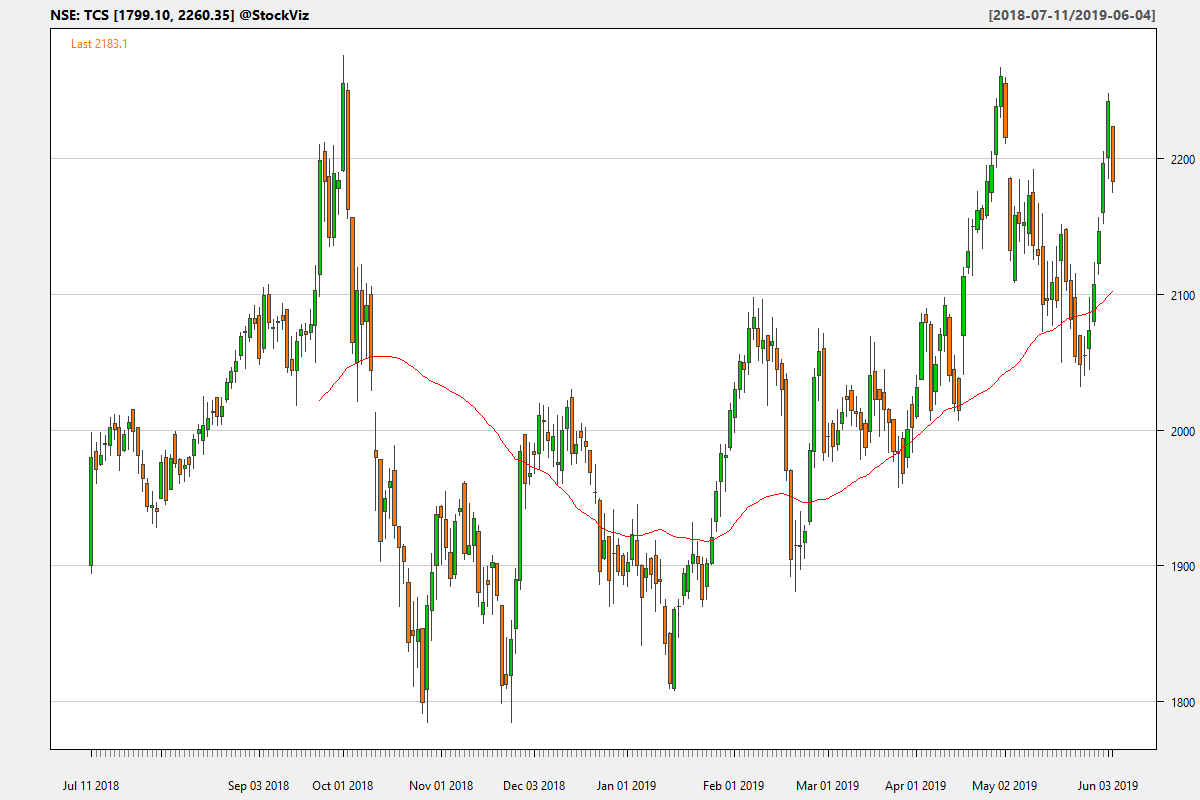 NSE: TCS [1799.10, 2260.35] @StockViz [2018-07-11/2019-06-04]
Last 2183.1
2200
2100
2000
1900
1800
Jul 11 2018 Sep 03 2018 Oct 01 2018 Nov 01 2018 Dec 03 2018 Jan 01 2019 Feb 01 2019 Mar 01 2019 Apr 01 2019 May 02 2019 Jun 03 2019